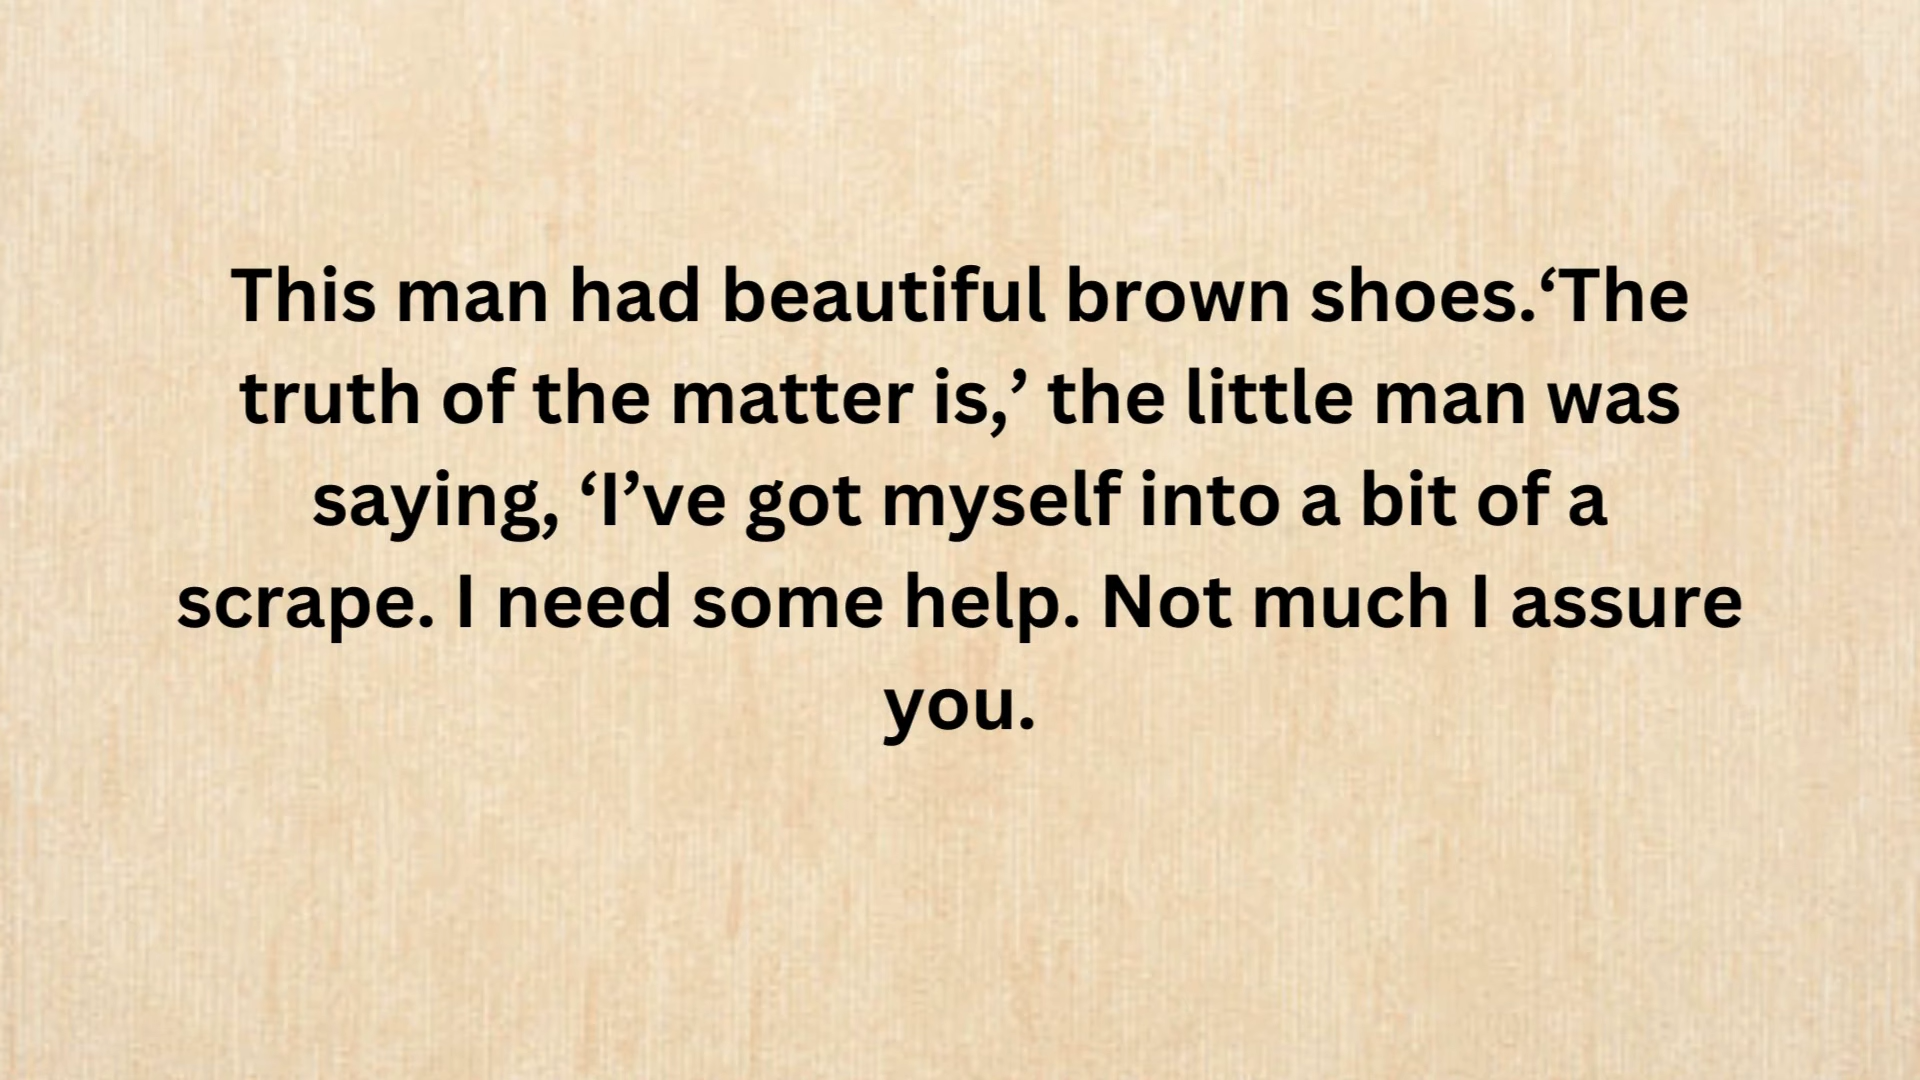 This man had beautiful brown shoes.‘The
truth of the matter is,’ the little man was
saying, ‘I’ve got myself into a bit of a
scrape. I need some help. Not much I assure
you.